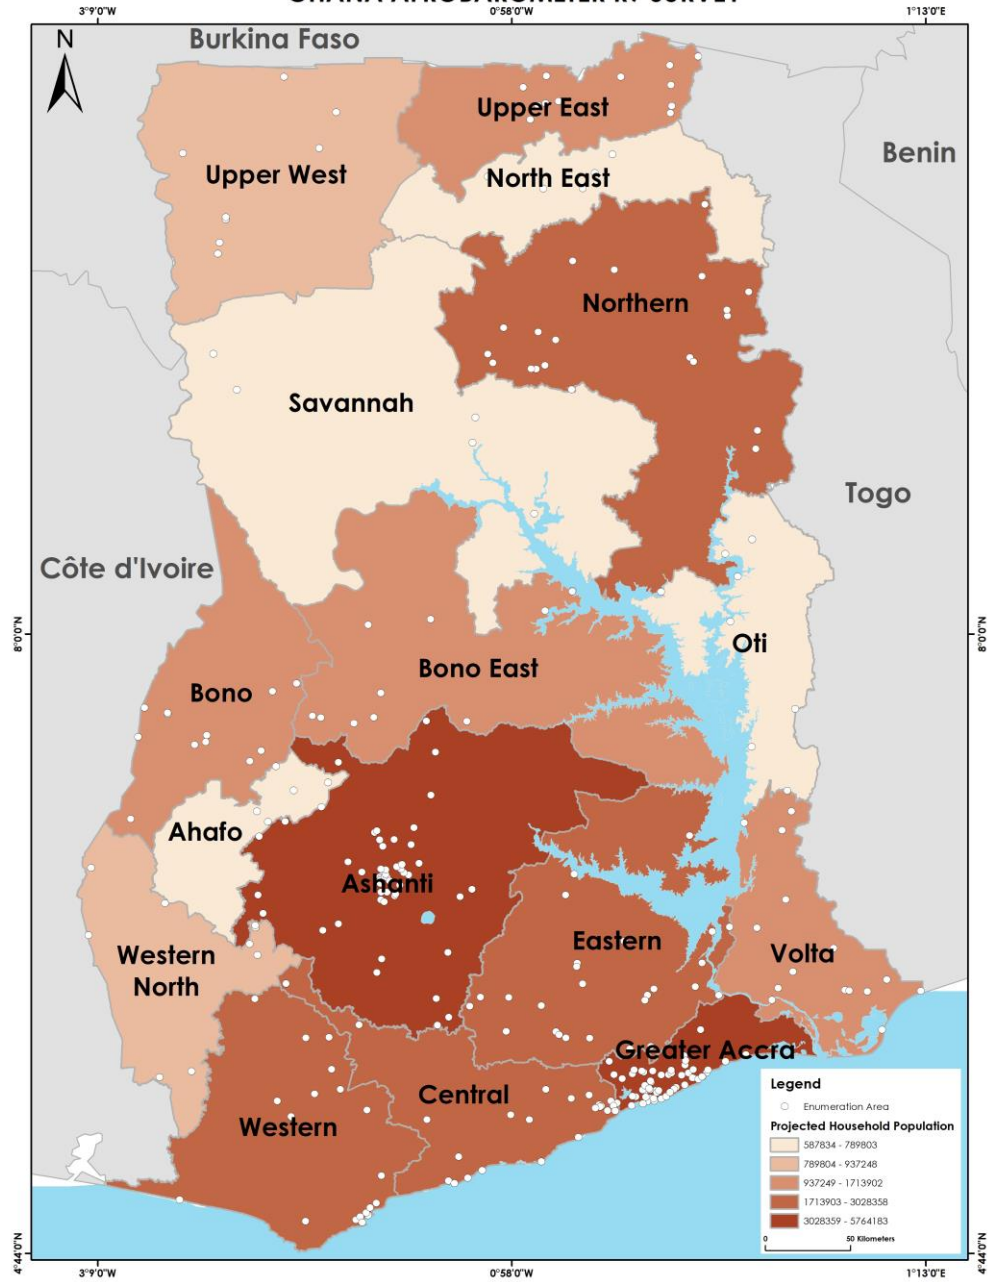 GHANA AFROBAROMETER R9 SURVEY
3°9'0"W
0°58'0"W
1°13'0"E
N
Burkina Faso
Upper East
Benin
Upper West
North East
Northern
Savannah
Togo
Côte d'Ivoire
8°0'0"N
8°0'0"N
Oti
Bono East
Bono
Ahafo
Ashanti
Eastern
Western
North
Volta
Greater Accra
Central
Western
Legend
Enumeration Area
Projected Household Population
587834 - 789803
789804 - 937248
937249 - 1713902
1713903 - 3028358
3028359 - 5764183
0
50 Kilometers
4°44'0"N
4°44'0"N
3°9'0"W
0°58'0"W
1°13'0"E